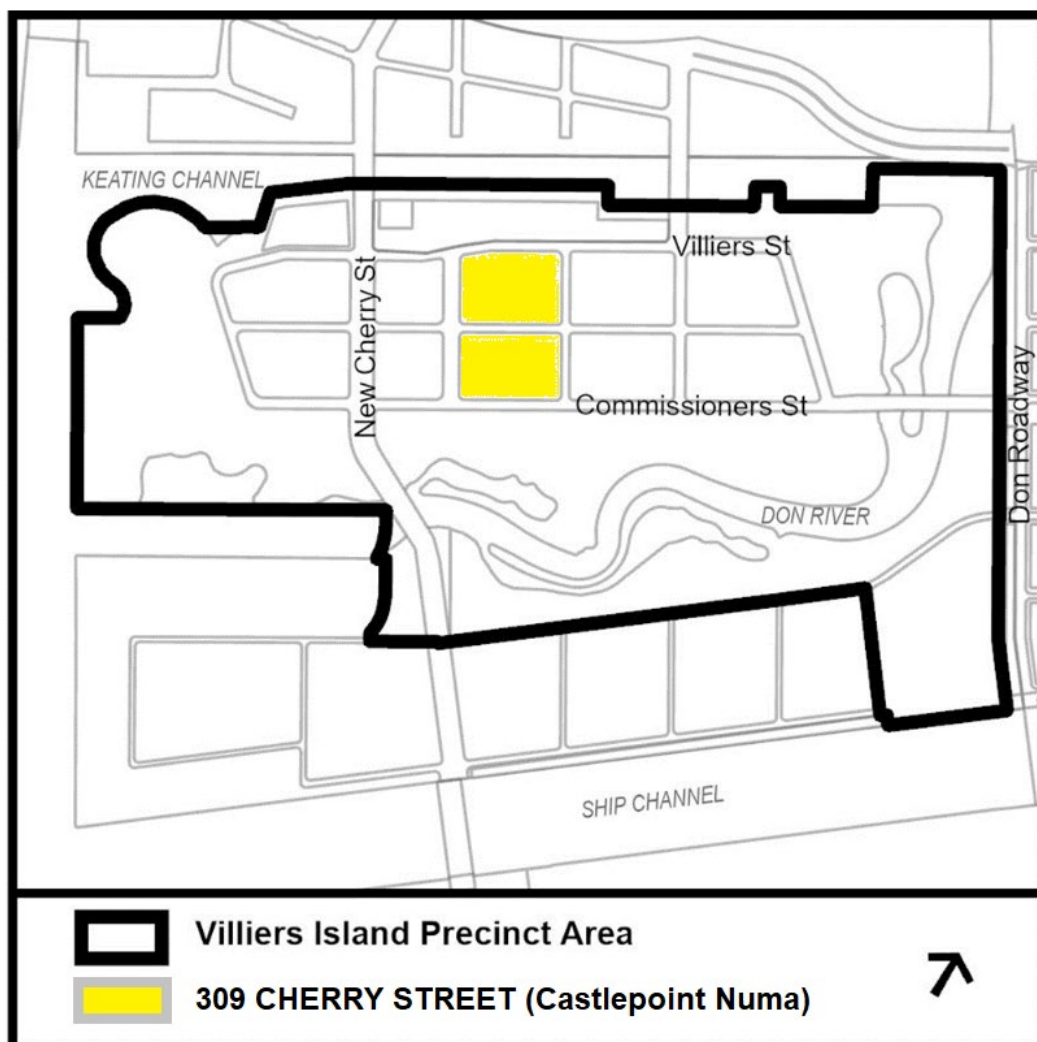 KEATING CHANNEL
Villiers St
New Cherry St
Commissioners St
Don Roadway
DON RIVER
SHIP CHANNEL
Villiers Island Precinct Area
309 CHERRY STREET (Castlepoint Numa)